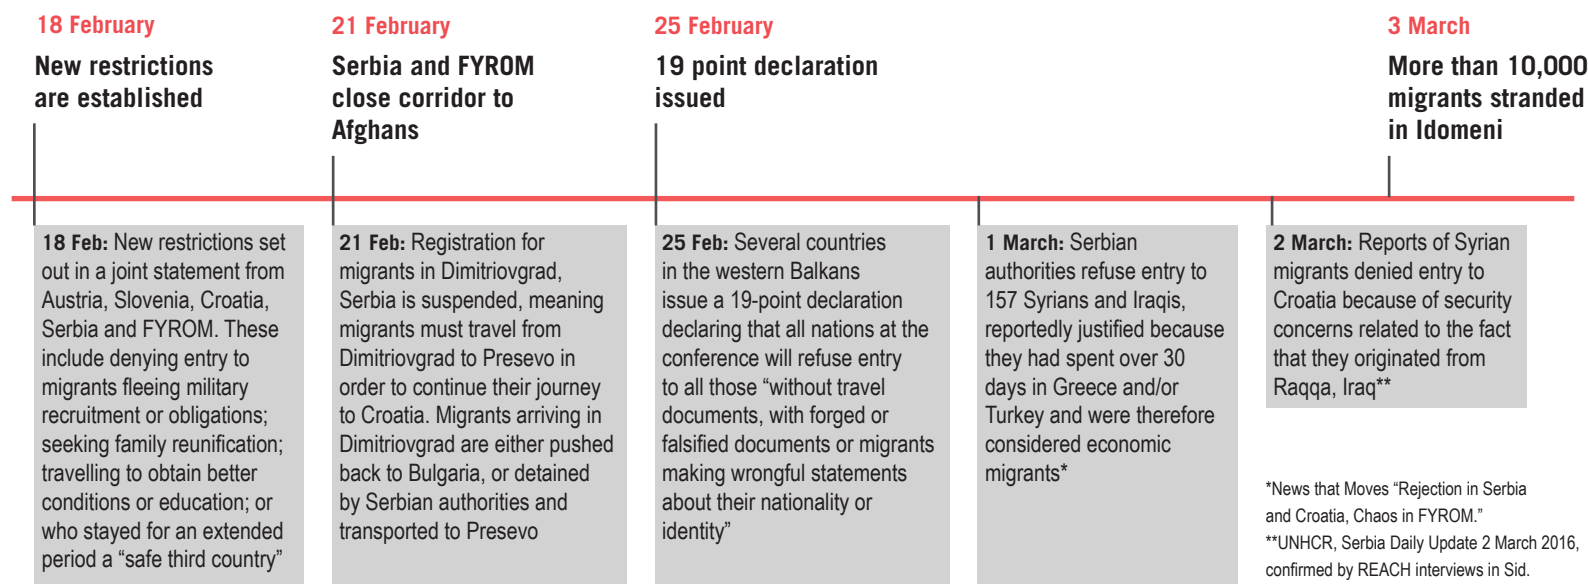 18 February
New restrictions
are established
21 February
Serbia and FYROM
close corridor to
Afghans
25 February
19 point declaration
issued
3 March
More than 10,000
migrants stranded
in Idomeni
18 Feb: New restrictions set
out in a joint statement from
Austria, Slovenia, Croatia,
Serbia and FYROM. These
include denying entry to
migrants fleeing military
recruitment or obligations;
seeking family reunification;
travelling to obtain better
conditions or education; or
who stayed for an extended
period a “safe third country”
21 Feb: Registration for
migrants in Dimitriovgrad,
Serbia is suspended, meaning
migrants must travel from
Dimitriovgrad to Presevo in
order to continue their journey
to Croatia. Migrants arriving in
Dimitriovgrad are either pushed
back to Bulgaria, or detained
by Serbian authorities and
transported to Presevo
25 Feb: Several countries
in the western Balkans
issue a 19-point declaration
declaring that all nations at the
conference will refuse entry
to all those “without travel
documents, with forged or
falsified documents or migrants
making wrongful statements
about their nationality or
identity”
1 March: Serbian
authorities refuse entry to
157 Syrians and Iraqis,
reportedly justified because
they had spent over 30
days in Greece and/or
Turkey and were therefore
considered economic
migrants*
2 March: Reports of Syrian
migrants denied entry to
Croatia because of security
concerns related to the fact
that they originated from
Raqqa, Iraq**
*News that Moves “Rejection in Serbia
and Croatia, Chaos in FYROM.”
**UNHCR, Serbia Daily Update 2 March 2016,
confirmed by REACH interviews in Sid.